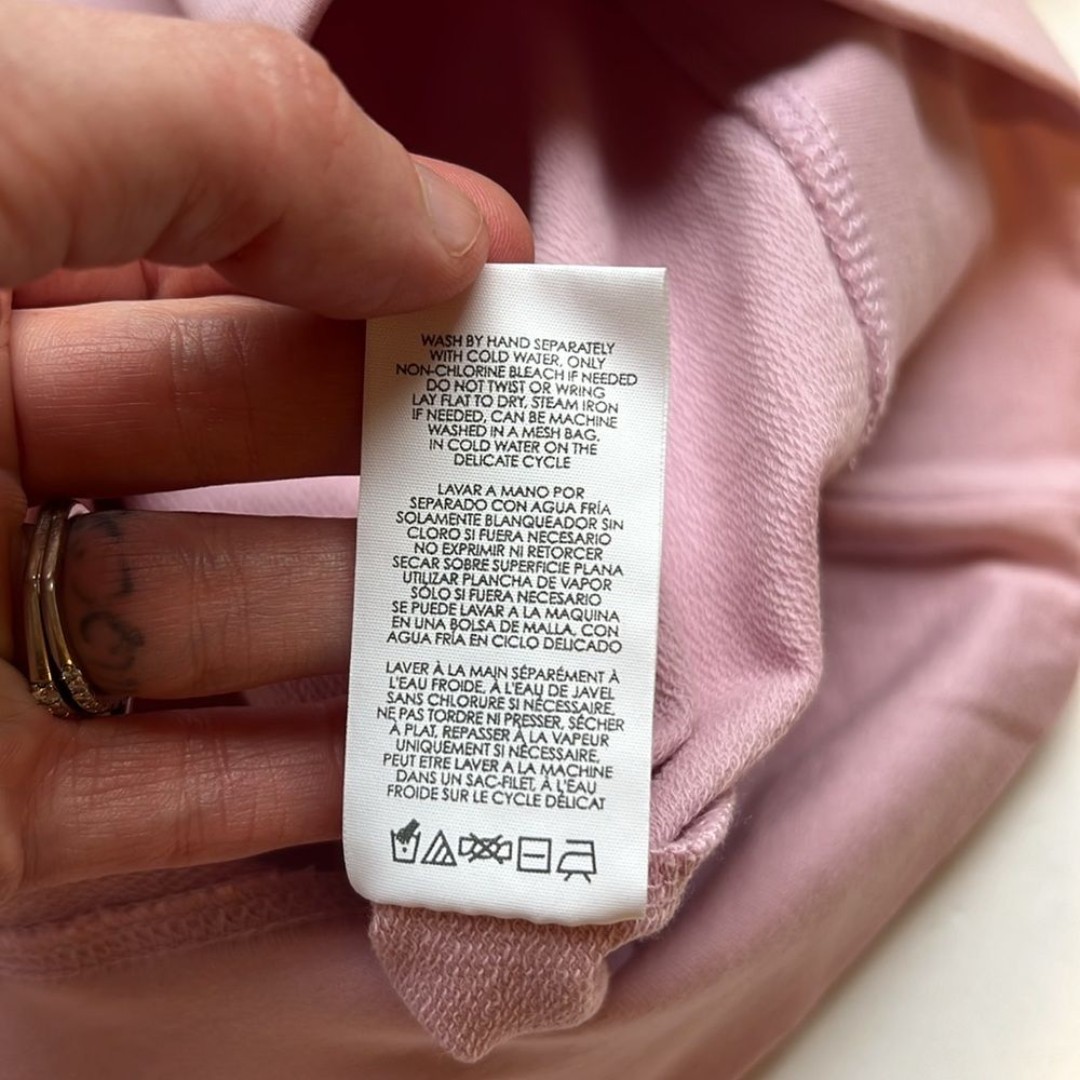 WASH BY HAND SEPARATELY
WITH COLD WATER, ONLY
NON-CHLORINE BLEACH IF NEEDED
DO NOT TWIST OR WRING
LAY FLAT TO DRY, STEAM IRON
IF NEEDED, CAN BE MACHINE
WASHED IN A MESH BAG,
IN COLD WATER ON THE
DELICATE CYCLE
LAVAR A MANO POR
SEPARADO CON AGUA FRÍA
SOLAMENTE BLANQUEADOR SIN
CLORO SI FUERA NECESARIO
NO EXPRIMIR NI RETORCER
SECAR SOBRE SUPERFICIE PLANA
UTILIZAR PLANCHA DE VAPOR
SÓLO SI FUERA NECESARIO
SE PUEDE LAVAR A LA MAQUINA
EN UNA BOLSA DE MALLA, CON
AGUA FRÍA EN CICLO DELICADO
LAVER À LA MAIN SÉPARÉMENT À
L'EAU FROIDE, À L'EAU DE JAVEL
SANS CHLORURE SI NÉCESSAIRE,
NE PAS TORDRE NI PRESSER, SÉCHER
À PLAT, REPASSER À LA VAPEUR
UNIQUEMENT SI NÉCESSAIRE,
PEUT ETRE LAVER A LA MACHINE
DANS UN SAC-FILET, À L'EAU
FROIDE SUR LE CYCLE DÉLICAT